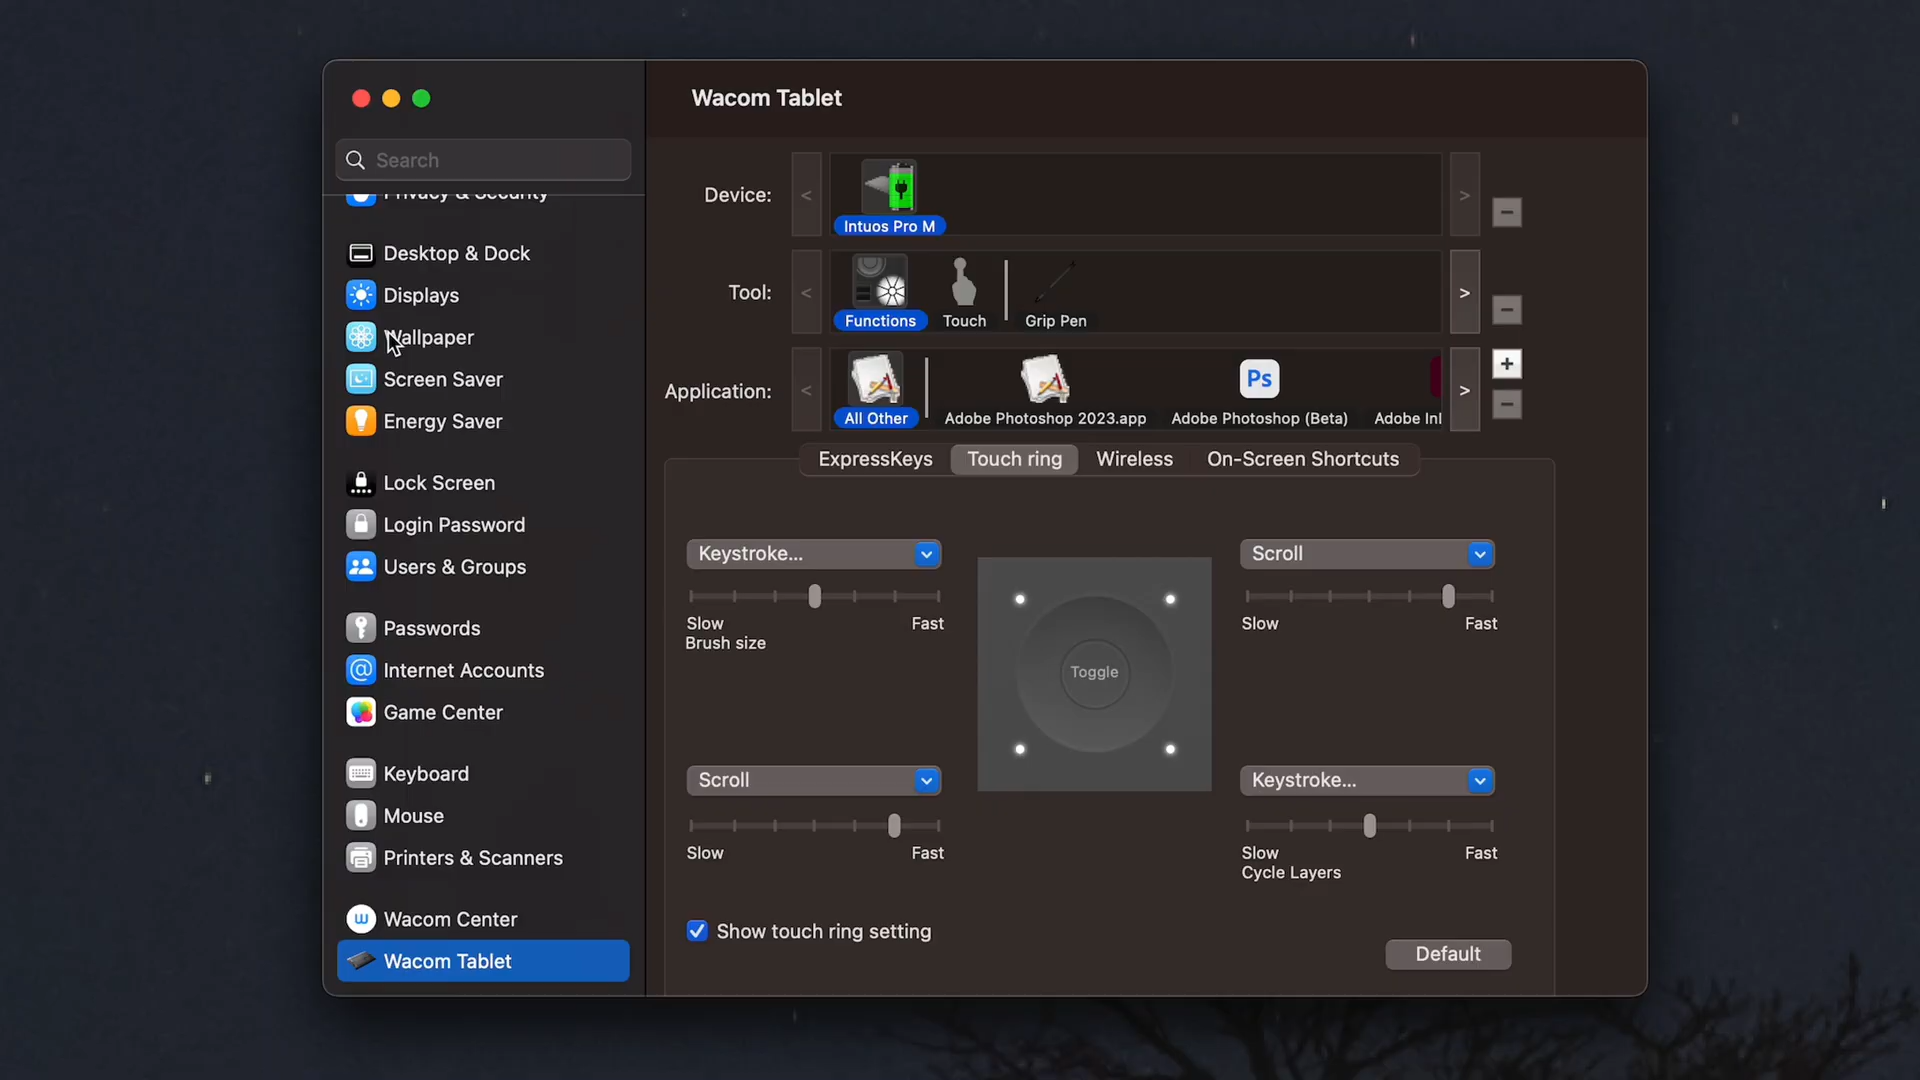 Wacom Tablet
Search
Privacy & Security
Desktop & Dock
Displays
Wallpaper
Screen Saver
Energy Saver
Lock Screen
Login Password
Users & Groups
Passwords
Internet Accounts
Game Center
Keyboard
Mouse
Printers & Scanners
Wacom Center
Wacom Tablet
Device:
<
Intuos Pro M
>
Tool:
<
Functions
Touch
Grip Pen
>
Application:
<
All Other
Adobe Photoshop 2023.app
Ps
Adobe Photoshop (Beta)
Adobe InI
>
ExpressKeys
Touch ring
Wireless
On-Screen Shortcuts
Keystroke...
Slow
Fast
Brush size
Scroll
Slow
Fast
Toggle
Scroll
Slow
Fast
Keystroke...
Slow
Fast
Cycle Layers
Show touch ring setting
Default